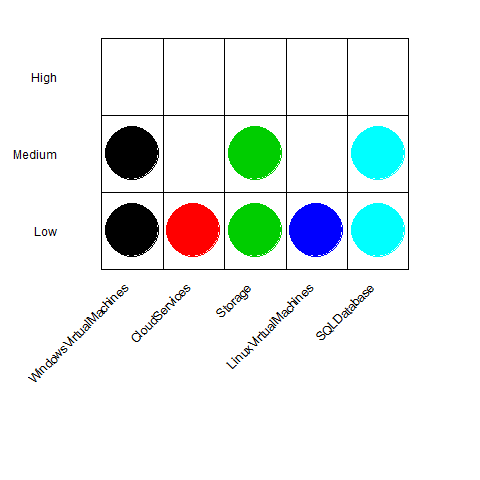 High
Medium
Low
WindowsVirtualMachines
CloudServices
Storage
LinuxVirtualMachines
SQLDatabase